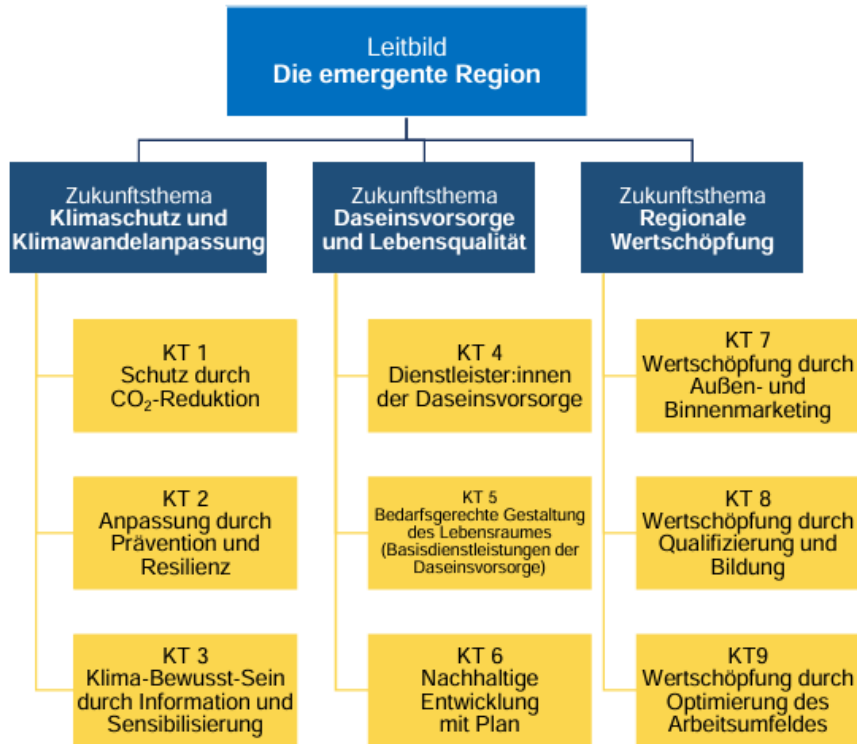 Leitbild
Die emergente Region
Zukunftsthema
Klimaschutz und
Klimawandelanpassung
KT 1
Schutz durch
CO₂-Reduktion
KT 2
Anpassung durch
Prävention und
Resilienz
KT 3
Klima-Bewusst-Sein
durch Information und
Sensibilisierung
Zukunftsthema
Daseinsvorsorge
und Lebensqualität
KT 4
Dienstleister:innen
der Daseinsvorsorge
KT 5
Bedarfsgerechte Gestaltung
des Lebensraumes
(Basisdienstleistungen der
Daseinsvorsorge)
KT 6
Nachhaltige
Entwicklung
mit Plan
Zukunftsthema
Regionale
Wertschöpfung
KT 7
Wertschöpfung durch
Außen- und
Binnenmarketing
KT 8
Wertschöpfung durch
Qualifizierung und
Bildung
KT9
Wertschöpfung durch
Optimierung des
Arbeitsumfeldes